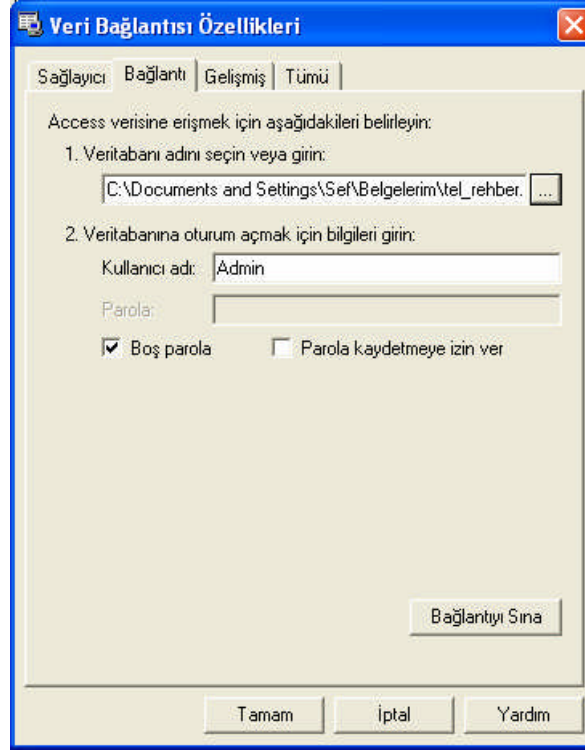 Veri Bağlantısı Özellikleri
Sağlayıcı Bağlantı Gelişmiş Tümü
Access verisine erişmek için aşağıdakileri belirleyin:
1. Veritabanı adını seçin veya girin:
C:\Documents and Settings\Sef\Belgelerim\tel_rehber. ...
2. Veritabanına oturum açmak için bilgileri girin:
Kullanıcı adı: Admin
Parola:
Boş parola Parola kaydetmeye izin ver
Bağlantıyı Sına
Tamam İptal Yardım